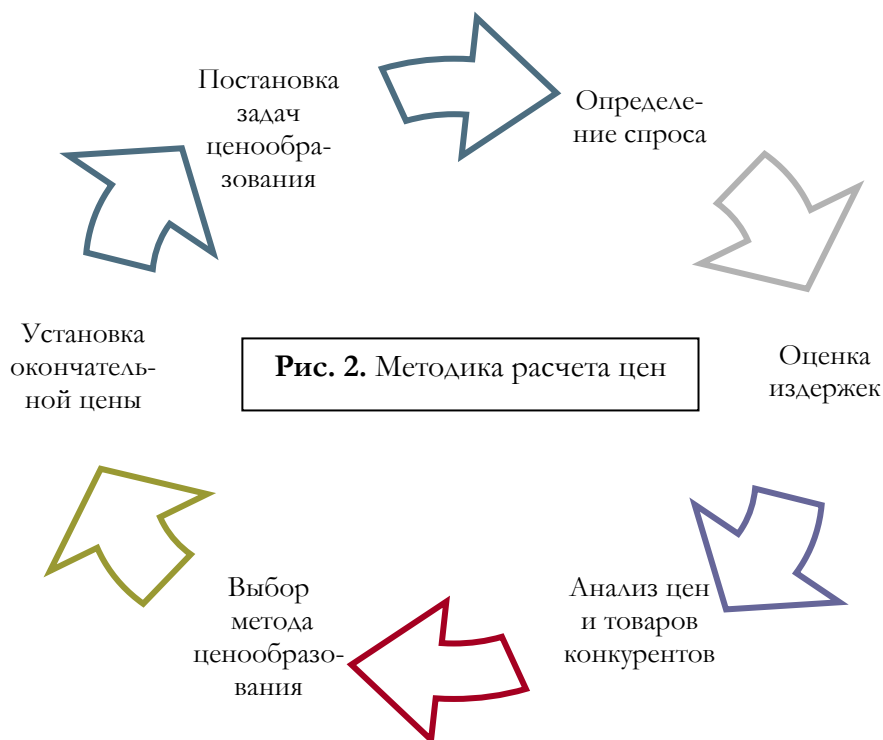 Постановка
задач
ценообра-
зования
Определе-
ние спроса
Оценка
издержек
Анализ цен
и товаров
конкурентов
Выбор
метода
ценообразо-
вания
Установка
окончатель-
ной цены
Рис. 2. Методика расчета цен